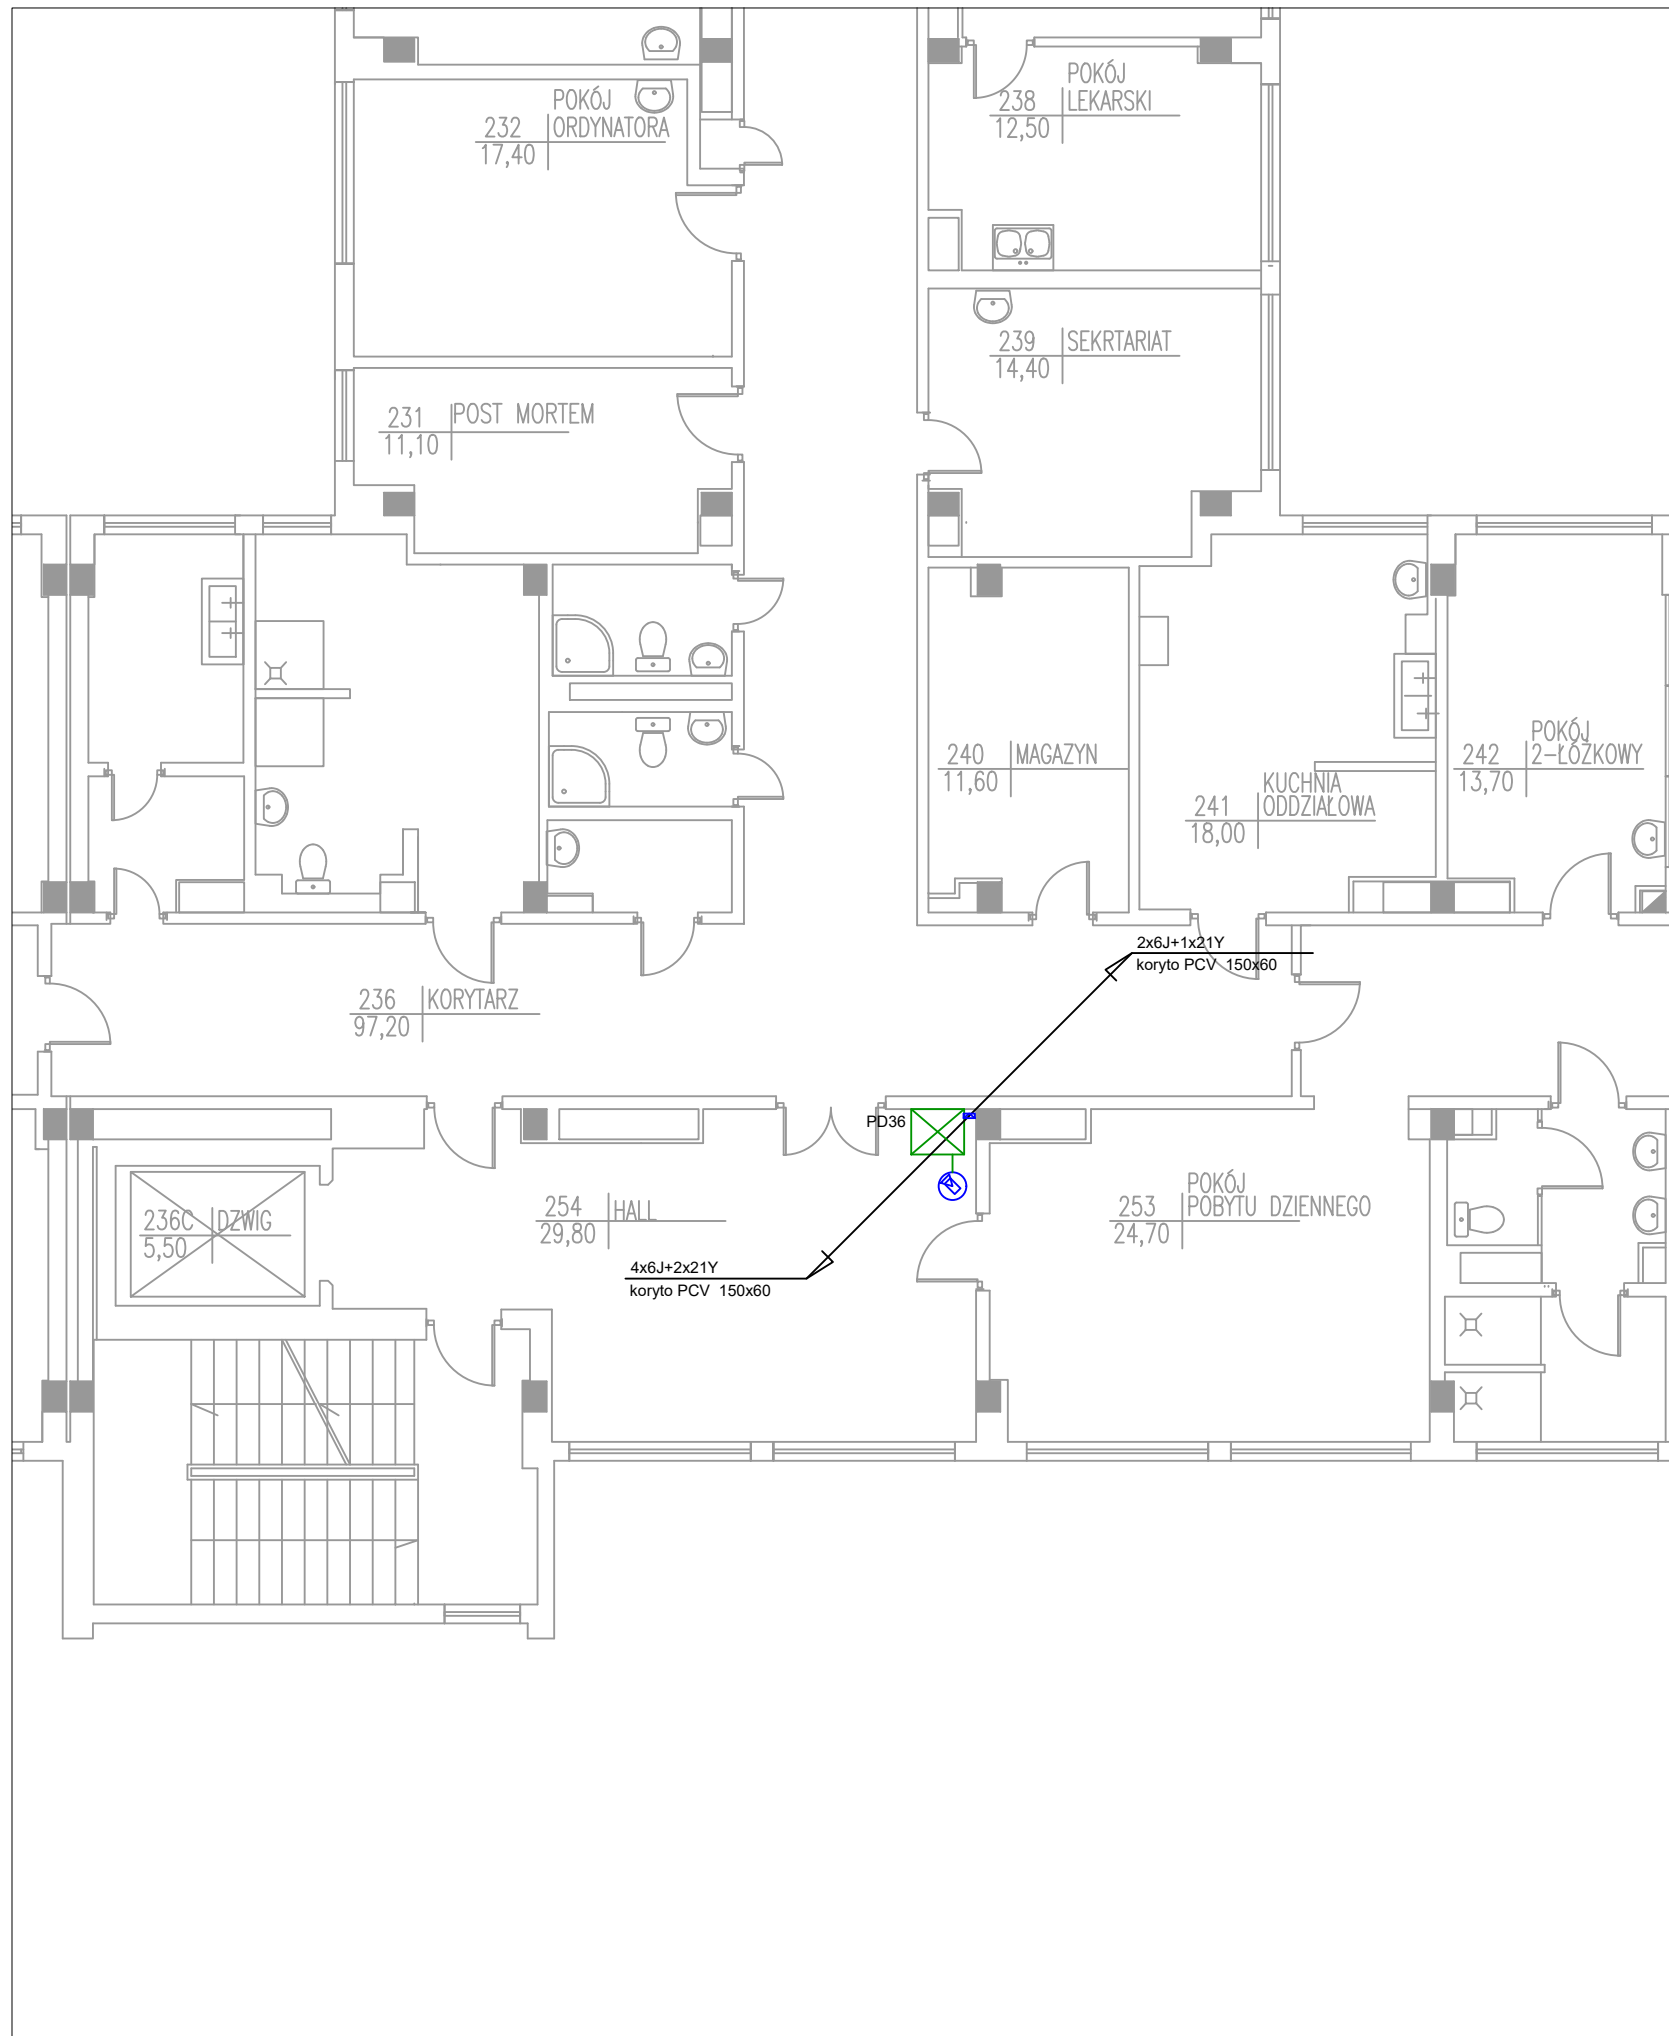 POKÓJ
232 ORDYNATORA
17,40
POKÓJ
238 LEKARSKI
12,50
239 SEKRTARIAT
14,40
231 POST MORTEM
11,10
240 MAGAZYN
11,60
KUCHNIA
241 ODDZIAŁOWA
18,00
POKÓJ
242 2-ŁÓŻKOWY
13,70
2x6J+1x21Y
koryto PCV 150x60
236 KORYTARZ
97,20
PD36
236C DZWIG
5,50
254 HALL
29,80
POKÓJ
253 POBYTU DZIENNEGO
24,70
4x6J+2x21Y
koryto PCV 150x60